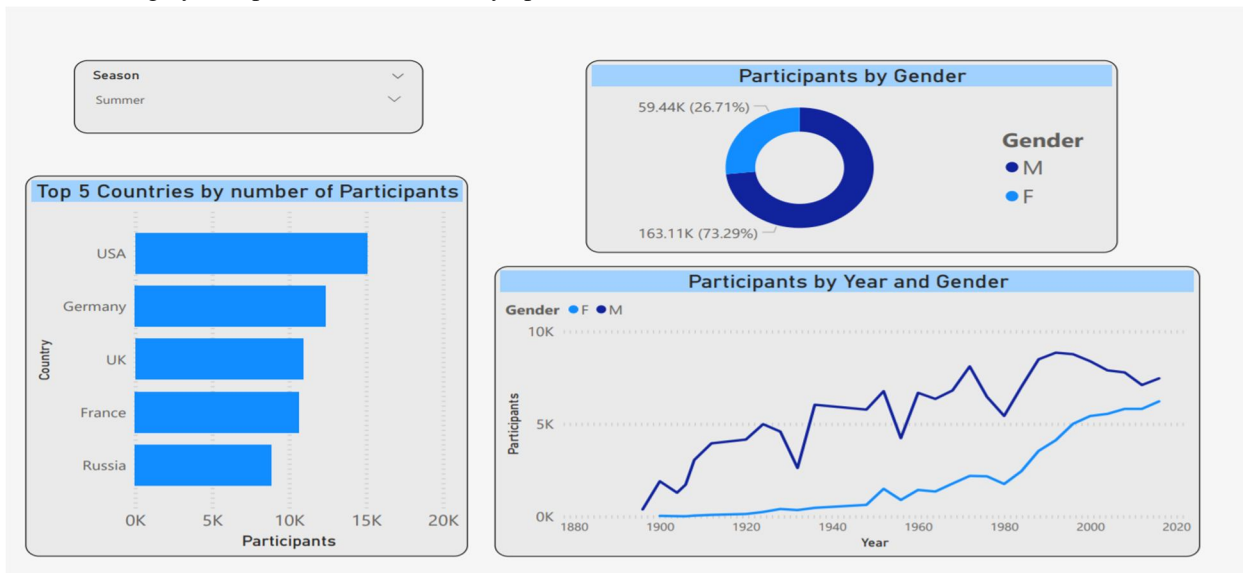 Season
Summer
Participants by Gender
59.44K (26.71%)
163.11K (73.29%)
Gender
M
F
Top 5 Countries by number of Participants
Country
USA
Germany
UK
France
Russia
0K 5K 10K 15K 20K
Participants
Participants by Year and Gender
Gender F M
Participants
10K
5K
0K
1880 1900 1920 1940 1960 1980 2000 2020
Year